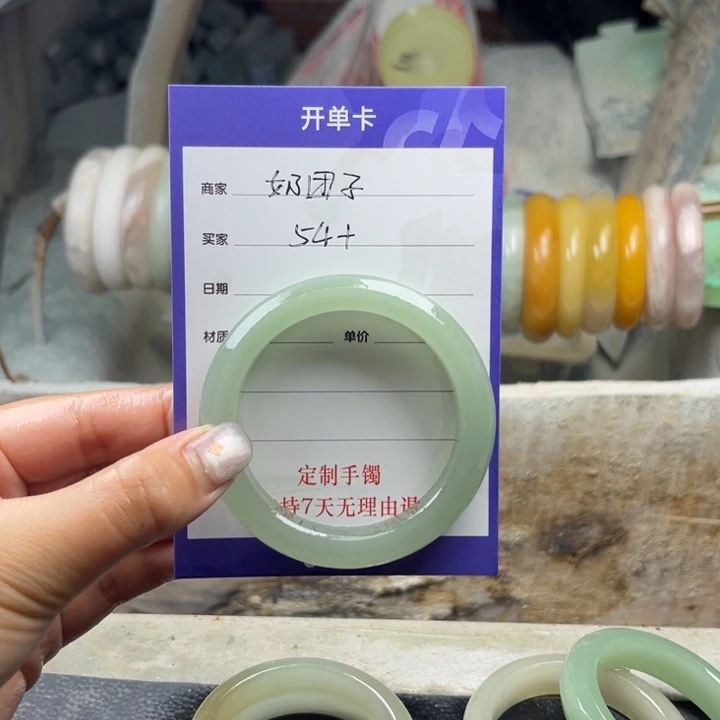 开单卡
商家 奶团子
买家 54+
日期
材质 单价
定制手镯
持7天无理由退